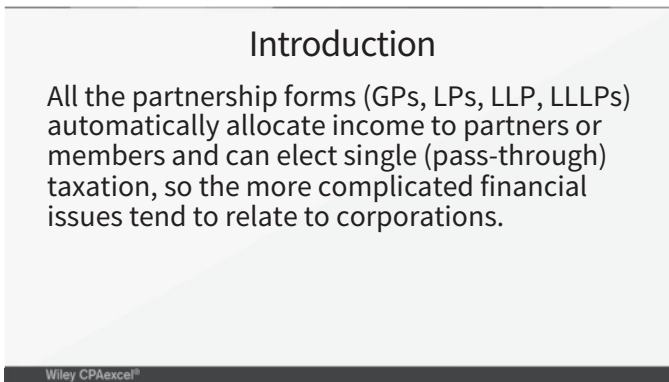 Introduction
All the partnership forms (GPs, LPs, LLP, LLLPs)
automatically allocate income to partners or
members and can elect single (pass-through)
taxation, so the more complicated financial
issues tend to relate to corporations.
Wiley CPAexcel®